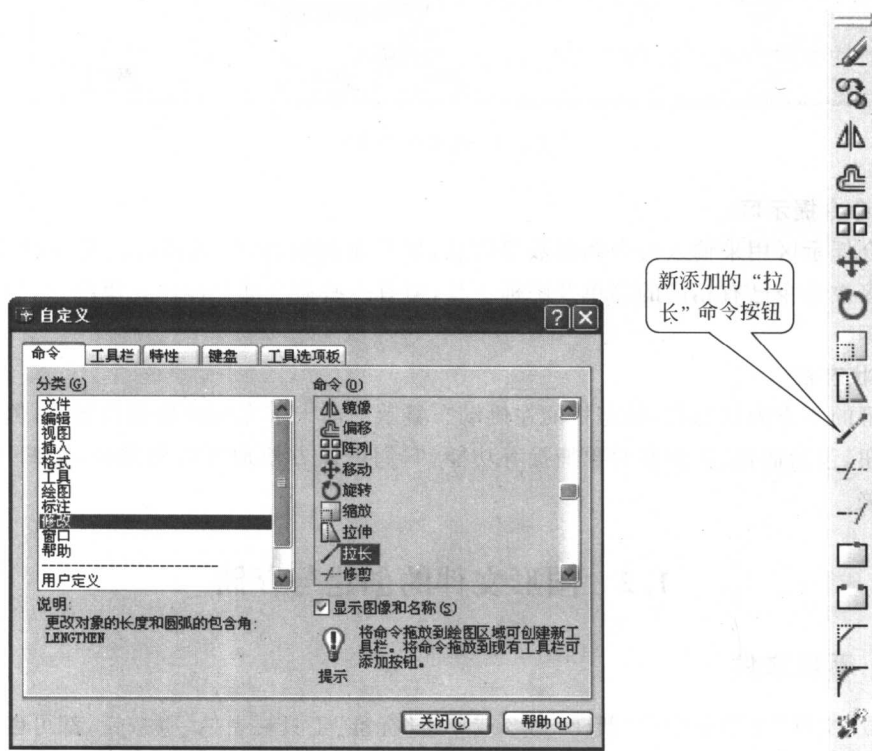 新添加的“拉
长”命令按钮
自定义
命令
工具栏
特性
键盘
工具选项板
分类(G)
文件
编辑
视图
插入
格式
工具
绘图
标注
修改
窗口
帮助
用户定义
命令(O)
镜像
偏移
阵列
移动
旋转
缩放
拉伸
拉长
修剪
说明:
更改对象的长度和圆弧的包含角:
LENGTHEN
显示图像和名称(S)
将命令拖放到绘图区域可创建新工
具栏。将命令拖放到现有工具栏可
添加按钮。
提示
关闭(C)
帮助(H)